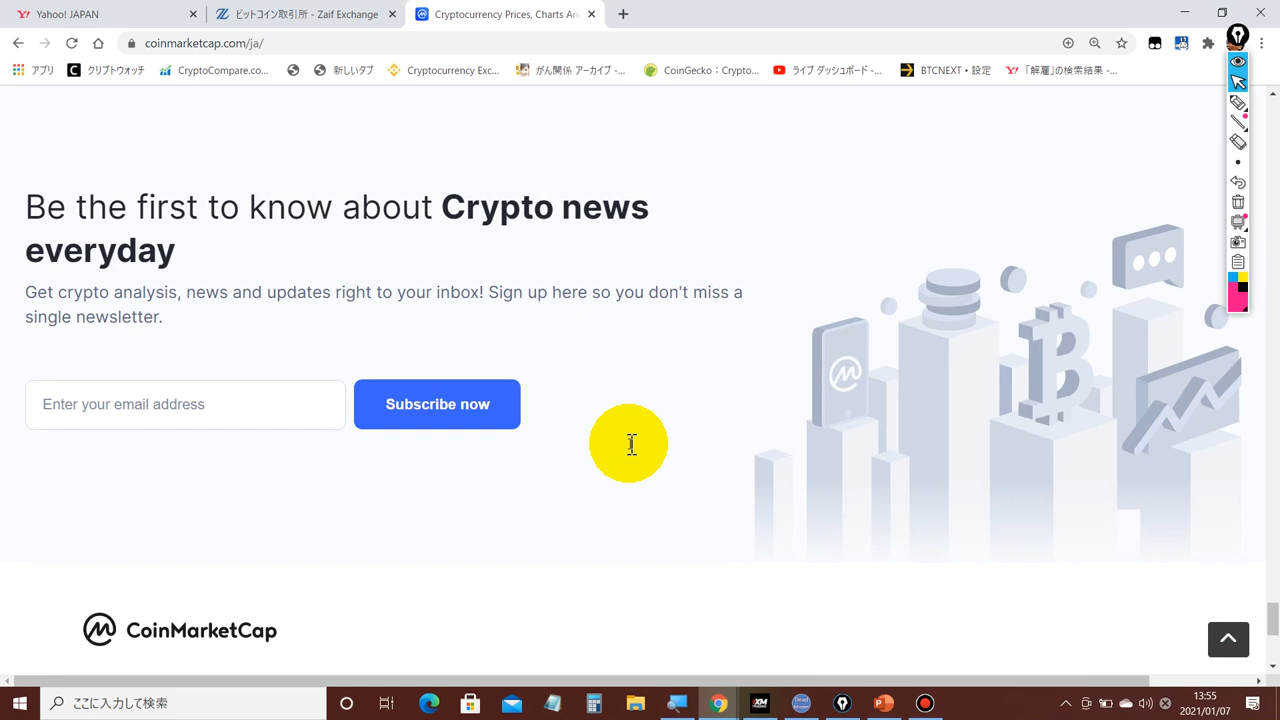 Yahoo! JAPAN
ビットコイン取引所 - Zaif Exchange
Cryptocurrency Prices, Charts An
coinmarketcap.com/ja/
アプリ
クリプトウォッチ
CryptoCompare.co...
新しいタブ
Cryptocurrency Exc...
がん関係 アーカイブ -...
CoinGecko：Crypto...
ライブ ダッシュボード -...
BTCNEXT・設定
「解雇」の検索結果 -...
Be the first to know about Crypto news
everyday
Get crypto analysis, news and updates right to your inbox! Sign up here so you don't miss a
single newsletter.
Enter your email address
Subscribe now
CoinMarketCap
ここに入力して検索
13:55
2021/01/07